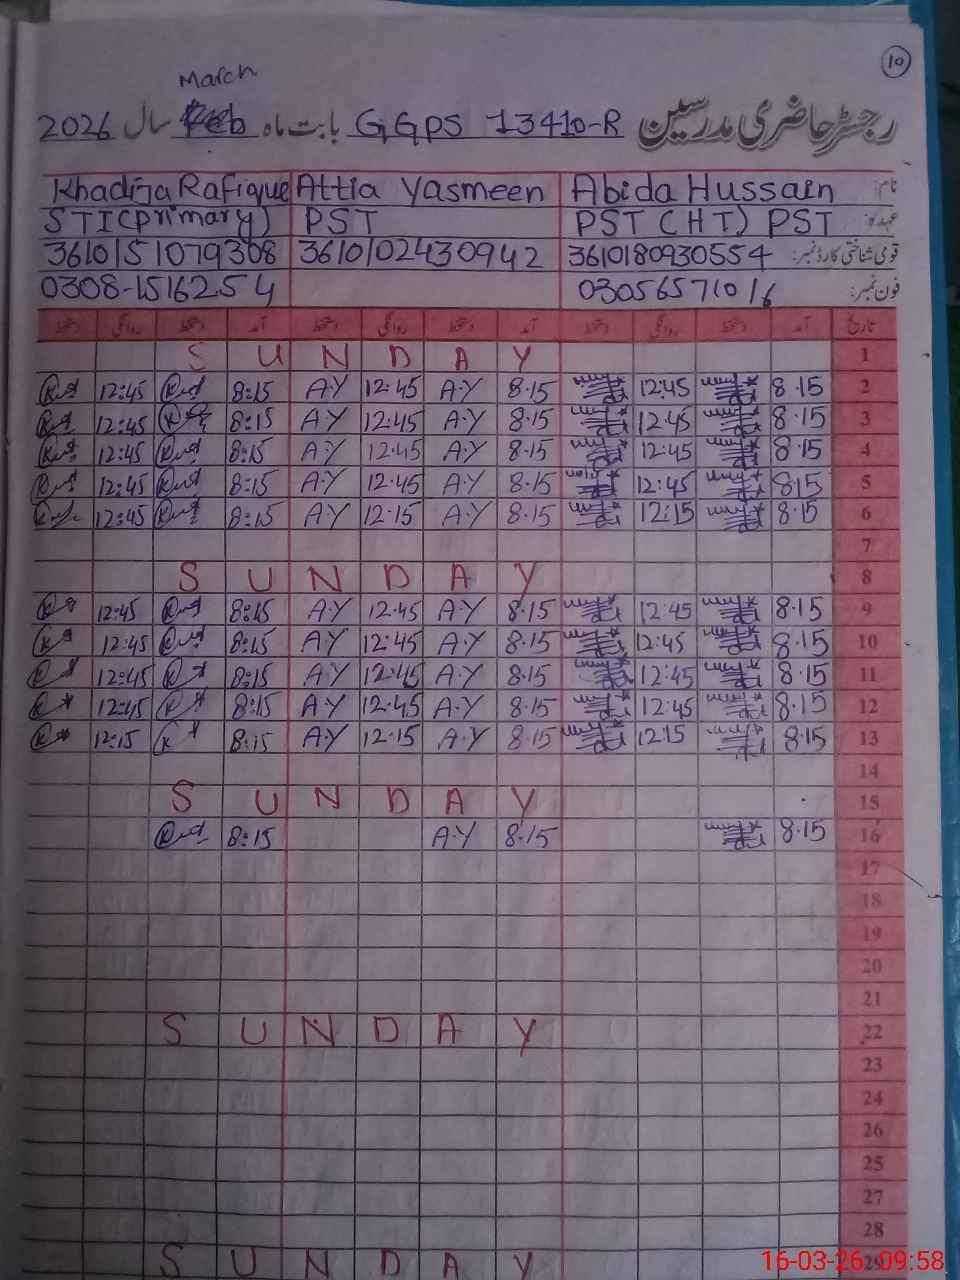 10
March
رجسٹر حاضری مدرسین GGPS 13410-R بابت ماہ Feb سال 2026
Khadija Rafique Attia Yasmeen Abida Hussain نام:
STI (Primary) PST PST (HT) PST عہدہ:
3610151079308 3610102430942 3610180930554 قومی شناختی کارڈ نمبر:
0308-1516254 03056571016 فون نمبر:
تاریخ آمد دستخط روانگی دستخط آمد دستخط روانگی دستخط آمد دستخط روانگی دستخط
S U N D A Y 1
12:45 8:15 A.Y 12.45 A.Y 8.15 12:45 8.15 2
12:45 8:15 A.Y 12:45 A.Y 8.15 12:45 8.15 3
12:45 8:15 A.Y 12.45 A.Y 8.15 12:45 8.15 4
12:45 8:15 A.Y 12.45 A.Y 8.15 12:45 8.15 5
12:45 8:15 A.Y 12.15 A.Y 8.15 12:15 8.15 6
7
S U N D A Y 8
12:45 8:15 A.Y 12.45 A.Y 8.15 12:45 8.15 9
12:45 8:15 A.Y 12:45 A.Y 8.15 12:45 8.15 10
12:45 8:15 A.Y 12.45 A.Y 8.15 12:45 8.15 11
12:45 8:15 A.Y 12.45 A.Y 8.15 12:45 8.15 12
12:15 8:15 A.Y 12.15 A.Y 8.15 12:15 8.15 13
14
S U N D A Y 15
8:15 A.Y 8.15 8.15 16
17
18
19
20
21
S U N D A Y 22
23
24
26
25
27
28
S U N D A Y 29
16-03-26 09:58